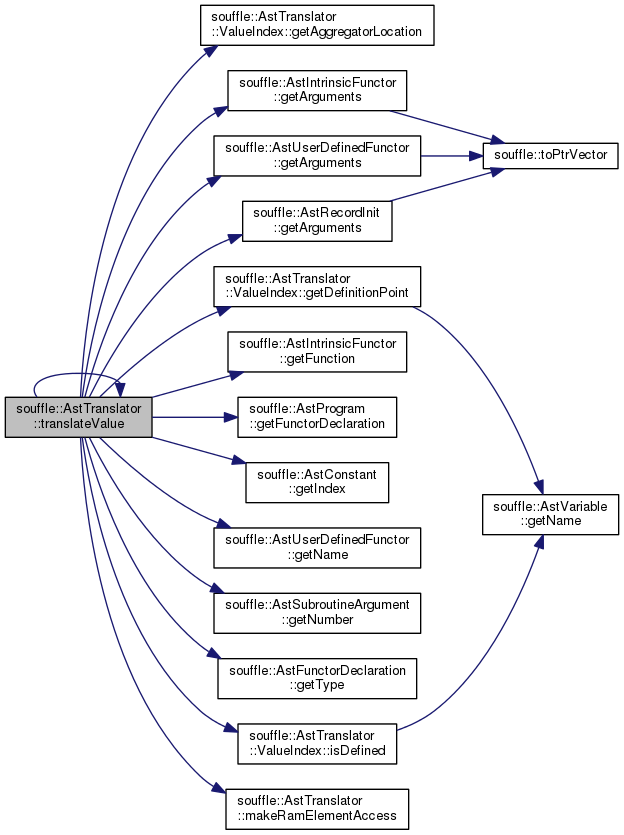 souffle::AstTranslator
::ValueIndex::getAggregatorLocation
souffle::AstIntrinsicFunctor
::getArguments
souffle::AstUserDefinedFunctor
::getArguments
souffle::toPtrVector
souffle::AstRecordInit
::getArguments
souffle::AstTranslator
::ValueIndex::getDefinitionPoint
souffle::AstIntrinsicFunctor
::getFunction
souffle::AstTranslator
::translateValue
souffle::AstProgram
::getFunctorDeclaration
souffle::AstConstant
::getIndex
souffle::AstVariable
::getName
souffle::AstUserDefinedFunctor
::getName
souffle::AstSubroutineArgument
::getNumber
souffle::AstFunctorDeclaration
::getType
souffle::AstTranslator
::ValueIndex::isDefined
souffle::AstTranslator
::makeRamElementAccess